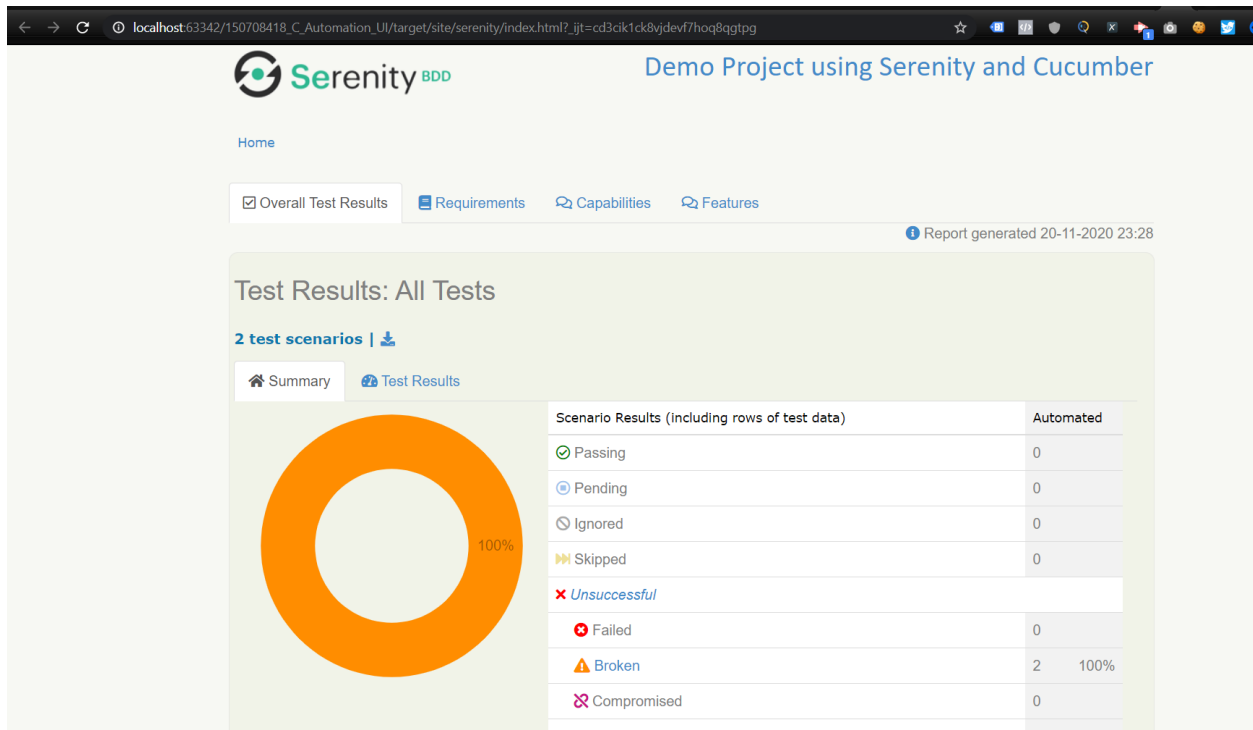 localhost:63342/150708418_C_Automation_UI/target/site/serenity/index.html?_ijt=cd3cik1ck8vjdevf7hoq8qgtpg
1
Serenity BDD
Demo Project using Serenity and Cucumber
Home
Overall Test Results Requirements Capabilities Features
Report generated 20-11-2020 23:28
Test Results: All Tests
2 test scenarios |
Summary Test Results
Scenario Results (including rows of test data) Automated
Passing 0
Pending 0
Ignored 0
100%
Skipped 0
Unsuccessful
Failed 0
Broken 2 100%
Compromised 0